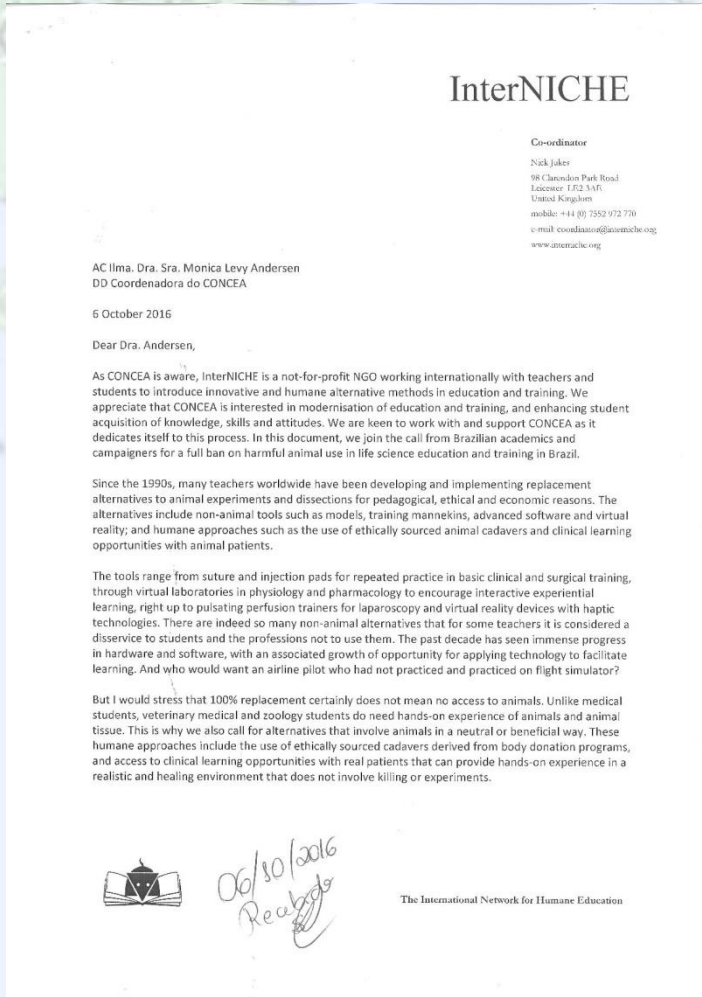 InterNICHE
Co-ordinator
Nick Jukes
98 Clarendon Park Road
Leicester LE2 3AE
United Kingdom
mobile: +44 (0) 7552 972 770
e-mail: coordinator@interniche.org
www.interniche.org
AC Ilma. Dra. Sra. Monica Levy Andersen
DD Coordenadora do CONCEA
6 October 2016
Dear Dra. Andersen,
As CONCEA is aware, InterNICHE is a not-for-profit NGO working internationally with teachers and
students to introduce innovative and humane alternative methods in education and training. We
appreciate that CONCEA is interested in modernisation of education and training, and enhancing student
acquisition of knowledge, skills and attitudes. We are keen to work with and support CONCEA as it
dedicates itself to this process. In this document, we join the call from Brazilian academics and
campaigners for a full ban on harmful animal use in life science education and training in Brazil.
Since the 1990s, many teachers worldwide have been developing and implementing replacement
alternatives to animal experiments and dissections for pedagogical, ethical and economic reasons. The
alternatives include non-animal tools such as models, training mannekins, advanced software and virtual
reality; and humane approaches such as the use of ethically sourced animal cadavers and clinical learning
opportunities with animal patients.
The tools range from suture and injection pads for repeated practice in basic clinical and surgical training,
through virtual laboratories in physiology and pharmacology to encourage interactive experiential
learning, right up to pulsating perfusion trainers for laparoscopy and virtual reality devices with haptic
technologies. There are indeed so many non-animal alternatives that for some teachers it is considered a
disservice to students and the professions not to use them. The past decade has seen immense progress
in hardware and software, with an associated growth of opportunity for applying technology to facilitate
learning. And who would want an airline pilot who had not practiced and practiced on flight simulator?
But I would stress that 100% replacement certainly does not mean no access to animals. Unlike medical
students, veterinary medical and zoology students do need hands-on experience of animals and animal
tissue. This is why we also call for alternatives that involve animals in a neutral or beneficial way. These
humane approaches include the use of ethically sourced cadavers derived from body donation programs,
and access to clinical learning opportunities with real patients that can provide hands-on experience in a
realistic and healing environment that does not involve killing or experiments.
06/10/2016
Recebido
The International Network for Humane Education